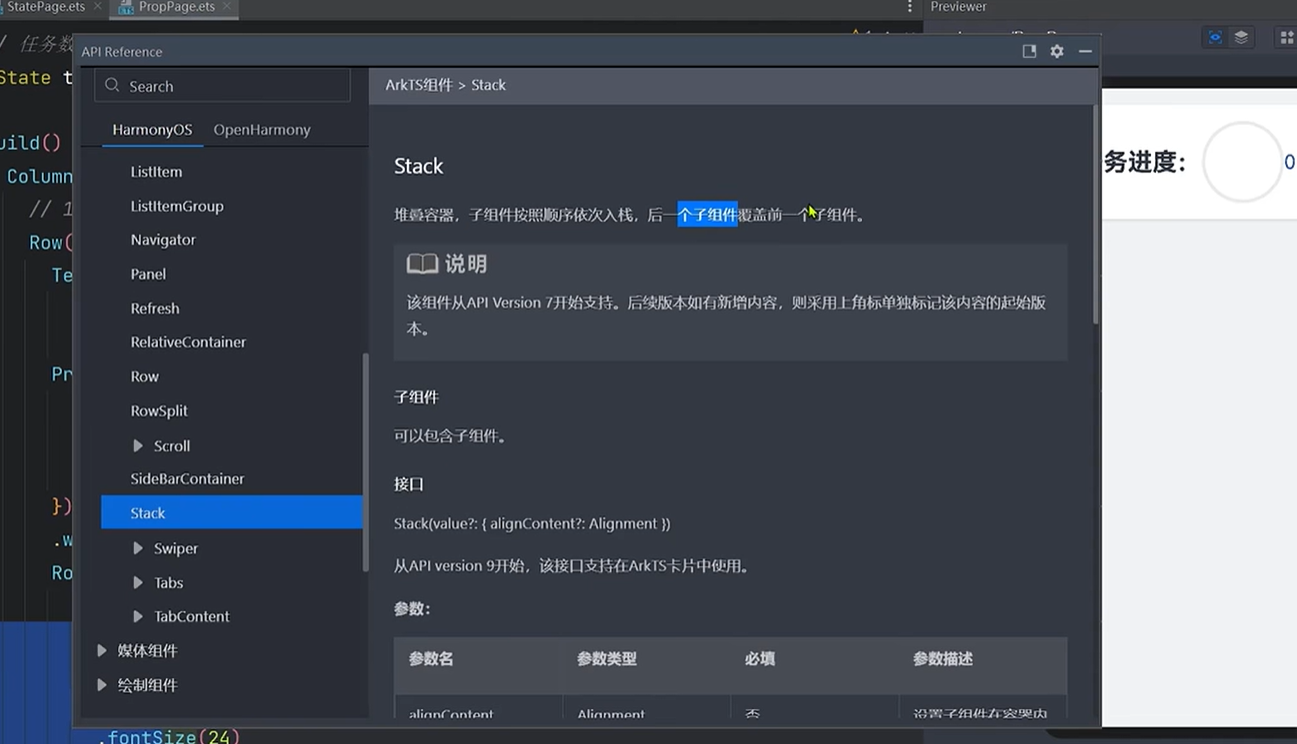 StatePage.ets
PropPage.ets
Previewer
/ 任务数
State t
API Reference
Search
ArkTS组件 > Stack
HarmonyOS
OpenHarmony
uild()
Column
// 1
Row(
Te
Pr
})
.w
Ro
.fontSize(24)
ListItem
ListItemGroup
Navigator
Panel
Refresh
RelativeContainer
Row
RowSplit
Scroll
SideBarContainer
Stack
Swiper
Tabs
TabContent
媒体组件
绘制组件
Stack
堆叠容器，子组件按照顺序依次入栈，后一个子组件覆盖前一个子组件。
说明
该组件从API Version 7开始支持。后续版本如有新增内容，则采用上角标单独标记该内容的起始版
本。
子组件
可以包含子组件。
接口
Stack(value?: { alignContent?: Alignment })
从API version 9开始，该接口支持在ArkTS卡片中使用。
参数：
参数名 参数类型 必填 参数描述
alignContent Alignment 否 设置子组件在容器内
务进度：
0